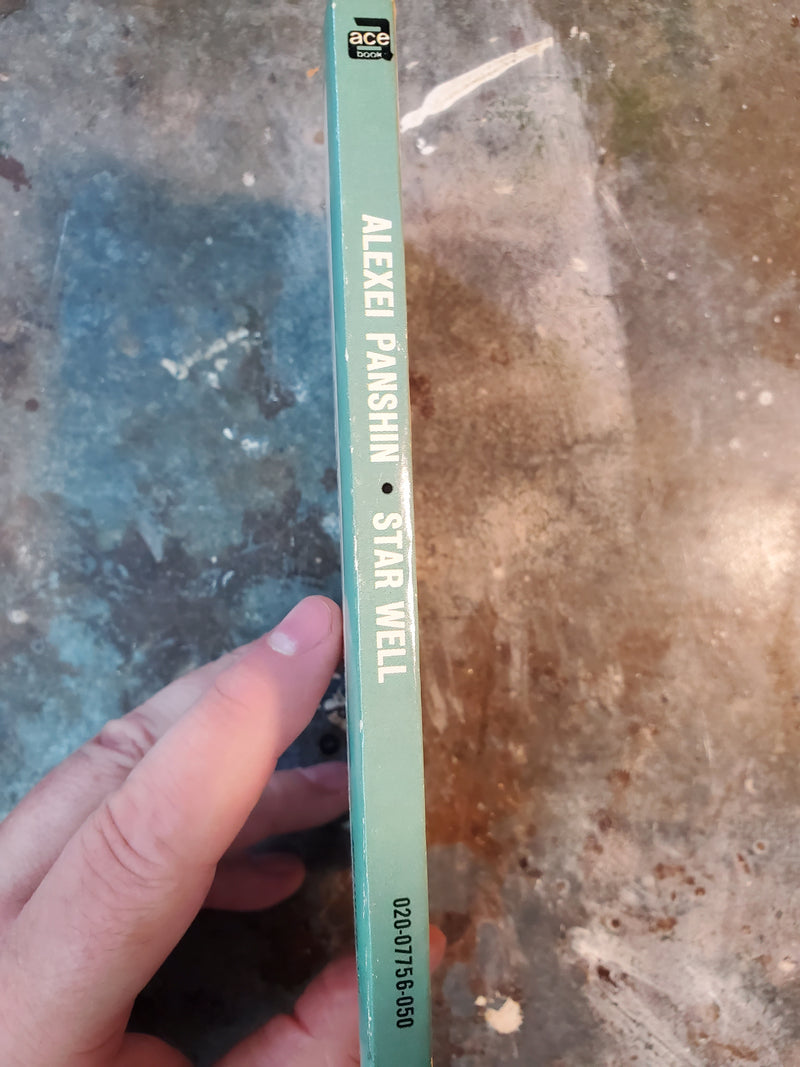 ace
book
ALEXEI PANSHIN • STAR WELL
020-07756-050